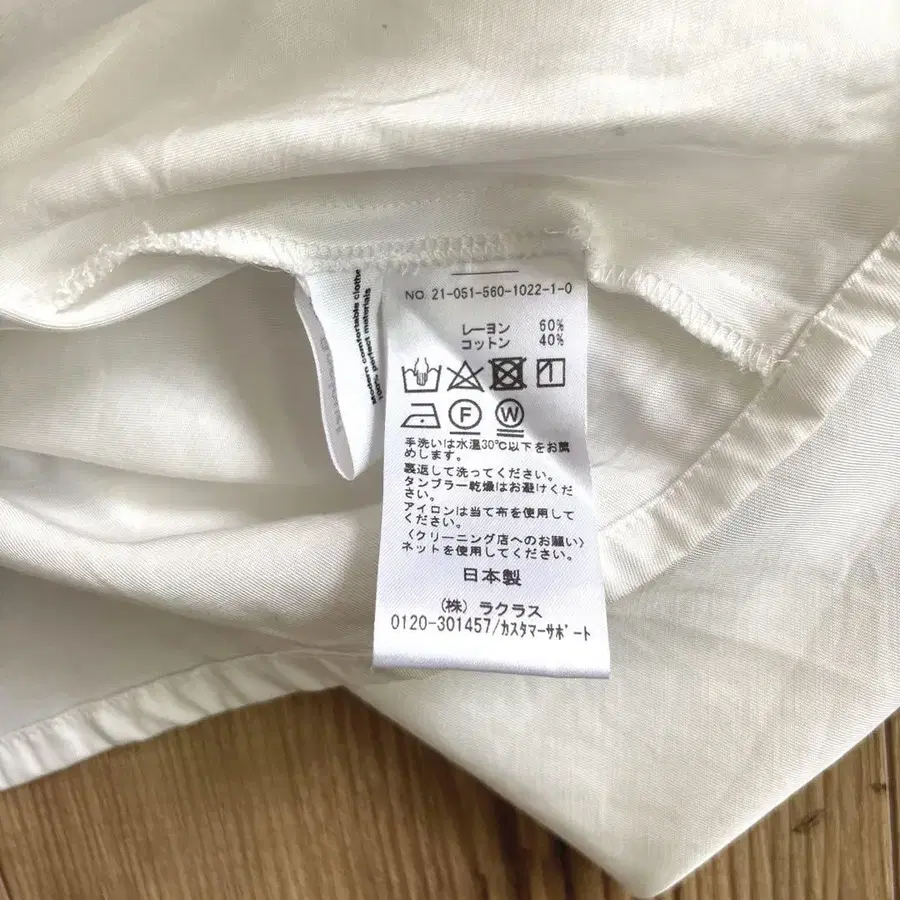 NO. 21-051-560-1022-1-0
レーヨン 60%
コットン 40%
F W
手洗いは水温30℃以下をお薦
めします。
裏返して洗ってください。
タンブラー乾燥はお避けくだ
さい。
アイロンは当て布を使用して
ください。
〈クリーニング店へのお願い〉
ネットを使用してください。
日本製
(株) ラクラス
0120-301457/カスタマーサポート
comfortable clothe
100% perfect materials